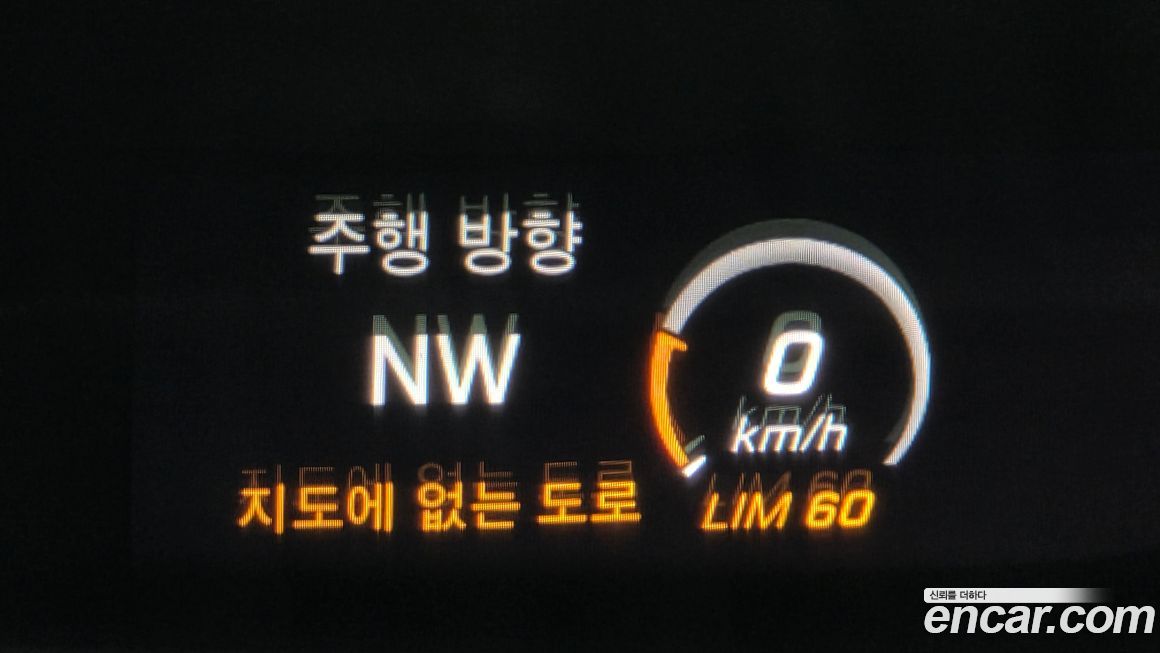 주행 방향
NW
지도에 없는 도로
0
km/h
LIM 60
신뢰를 더하다
encar.com